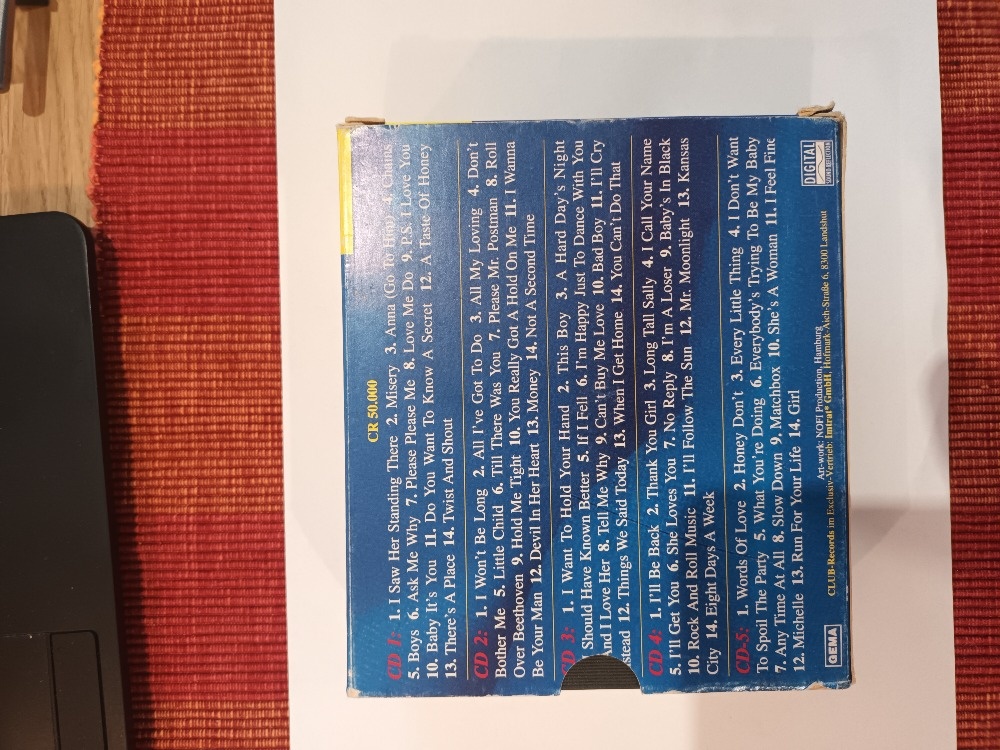 CR 50.000
CD 1: 1. I Saw Her Standing There 2. Misery 3. Anna (Go To Him) 4. Chains
5. Boys 6. Ask Me Why 7. Please Please Me 8. Love Me Do 9. P.S. I Love You
10. Baby It's You 11. Do You Want To Know A Secret 12. A Taste Of Honey
13. There's A Place 14. Twist And Shout
CD 2: 1. I Won't Be Long 2. All I've Got To Do 3. All My Loving 4. Don't
Bother Me 5. Little Child 6. Till There Was You 7. Please Mr. Postman 8. Roll
Over Beethoven 9. Hold Me Tight 10. You Really Got A Hold On Me 11. I Wanna
Be Your Man 12. Devil In Her Heart 13. Money 14. Not A Second Time
CD 3: 1. I Want To Hold Your Hand 2. This Boy 3. A Hard Day's Night
Should Have Known Better 5. If I Fell 6. I'm Happy Just To Dance With You
And I Love Her 8. Tell Me Why 9. Can't Buy Me Love 10. Bad Boy 11. I'll Cry
stead 12. Things We Said Today 13. When I Get Home 14. You Can't Do That
CD 4: 1. I'll Be Back 2. Thank You Girl 3. Long Tall Sally 4. I Call Your Name
5. I'll Get You 6. She Loves You 7. No Reply 8. I'm A Loser 9. Baby's In Black
10. Rock And Roll Music 11. I'll Follow The Sun 12. Mr. Moonlight 13. Kansas
City 14. Eight Days A Week
CD-5: 1. Words Of Love 2. Honey Don't 3. Every Little Thing 4. I Don't Want
To Spoil The Party 5. What You're Doing 6. Everybody's Trying To Be My Baby
7. Any Time At All 8. Slow Down 9. Matchbox 10. She's A Woman 11. I Feel Fine
12. Michelle 13. Run For Your Life 14. Girl
Art-work: NOFI Production, Hamburg
GEMA
CLUB-Records im Exclusiv-Vertrieb: Imtrat® GmbH, Hofmark-Aich-Straße 6, 8300 Landshut
DIGITAL